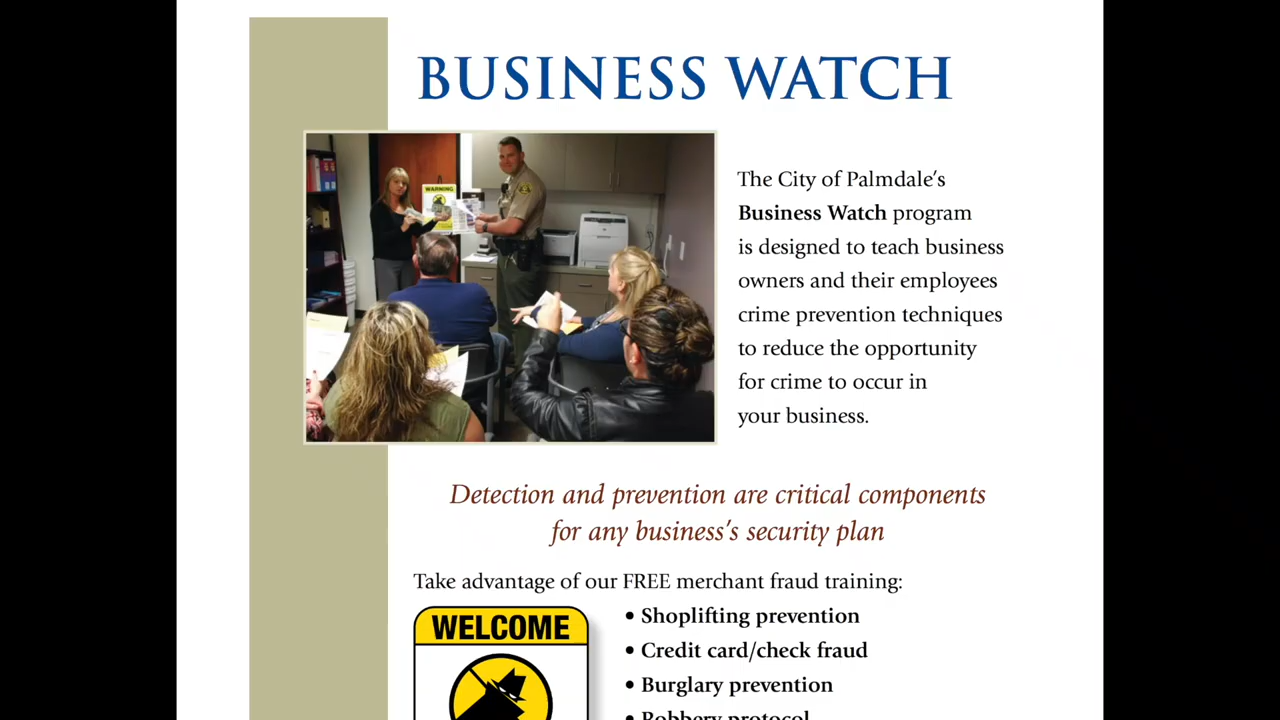 BUSINESS WATCH
WARNING
The City of Palmdale's
Business Watch program
is designed to teach business
owners and their employees
crime prevention techniques
to reduce the opportunity
for crime to occur in
your business.
Detection and prevention are critical components
for any business's security plan
Take advantage of our FREE merchant fraud training:
WELCOME
• Shoplifting prevention
• Credit card/check fraud
• Burglary prevention
• Robbery protocol